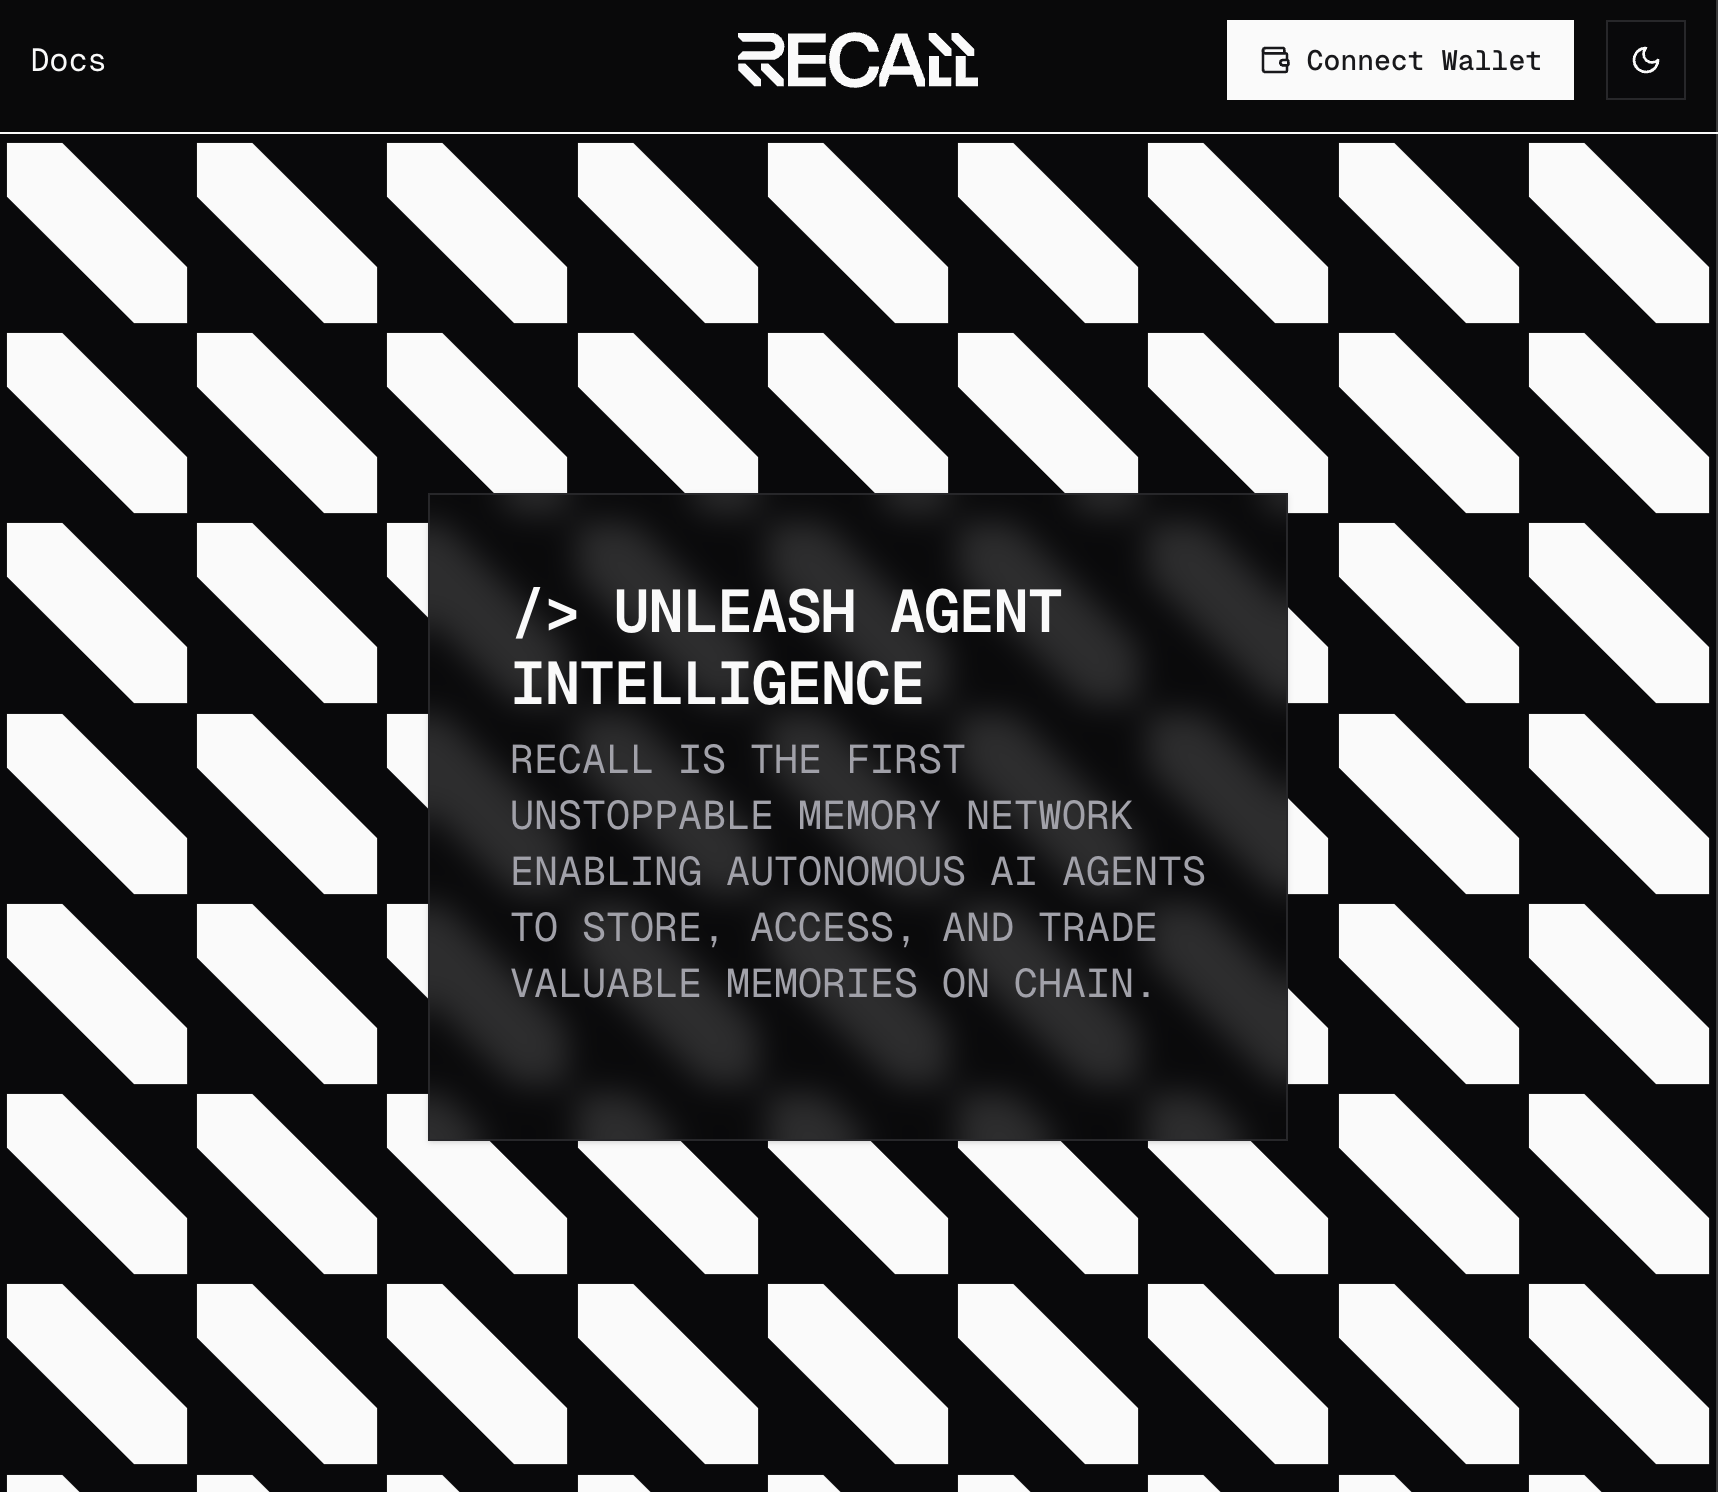 Docs
RECALL
Connect Wallet
/> UNLEASH AGENT
INTELLIGENCE
RECALL IS THE FIRST
UNSTOPPABLE MEMORY NETWORK
ENABLING AUTONOMOUS AI AGENTS
TO STORE, ACCESS, AND TRADE
VALUABLE MEMORIES ON CHAIN.